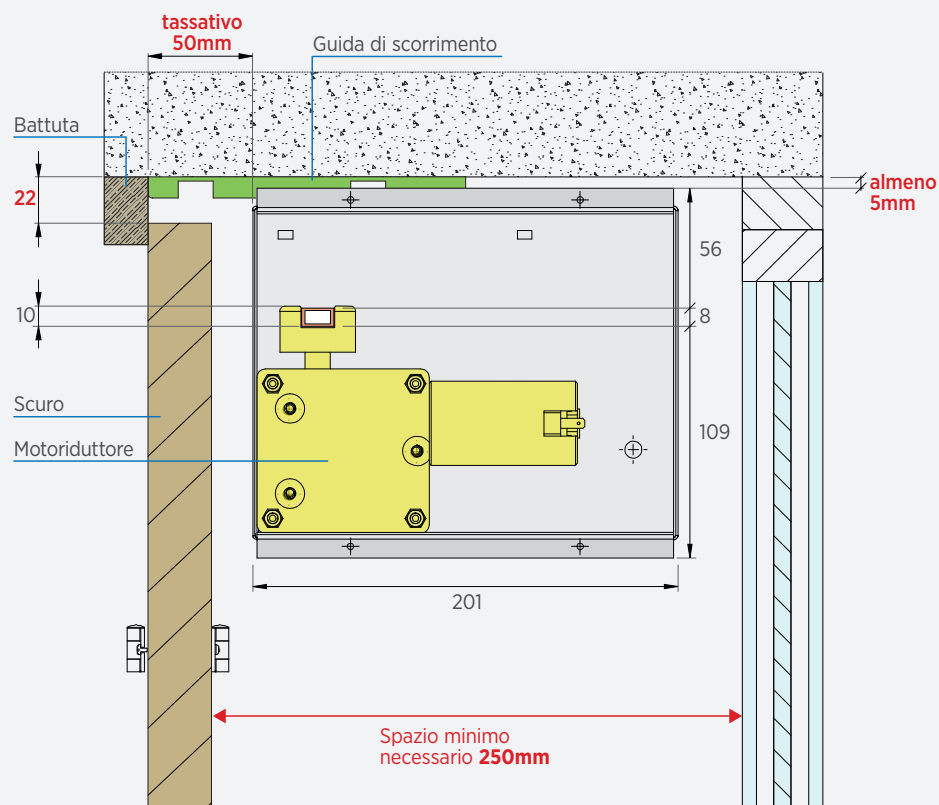 tassativo
50mm
Guida di scorrimento
Battuta
22
almeno
5mm
56
10
8
Scuro
Motoriduttore
109
201
Spazio minimo
necessario 250mm